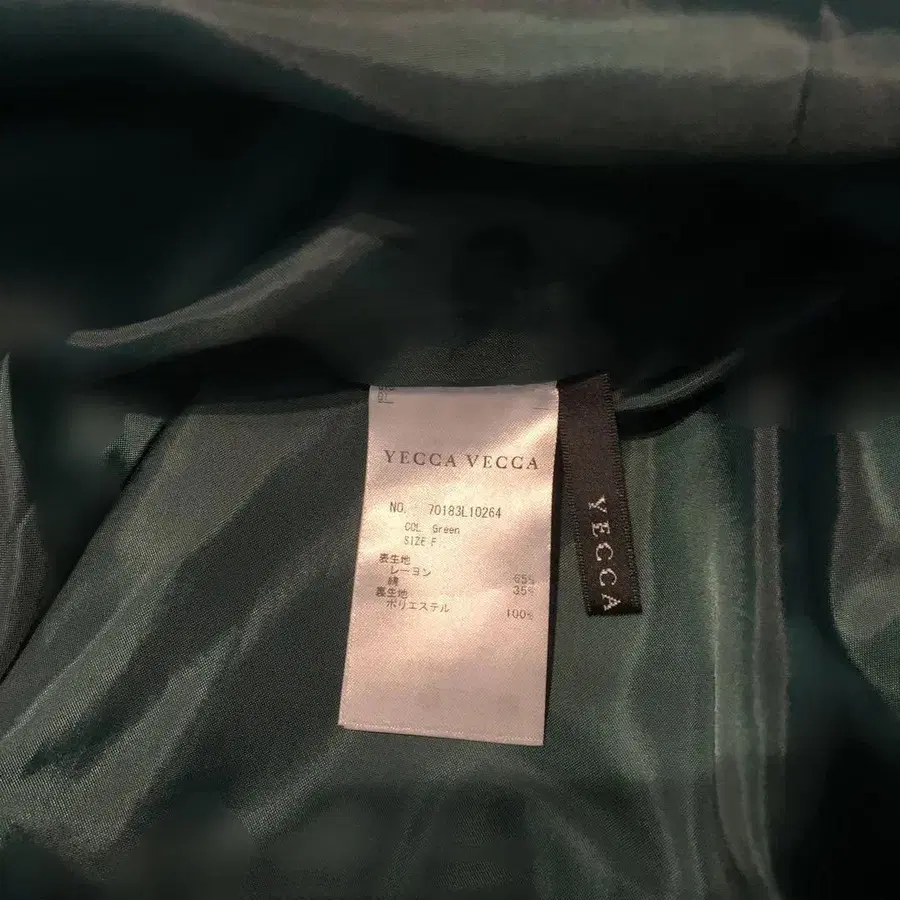 YECCA VECCA
NO. 70183L10264
COL. Green
SIZE F
表生地
レーヨン 65%
綿 35%
裏生地
ポリエステル 100%
YECCA